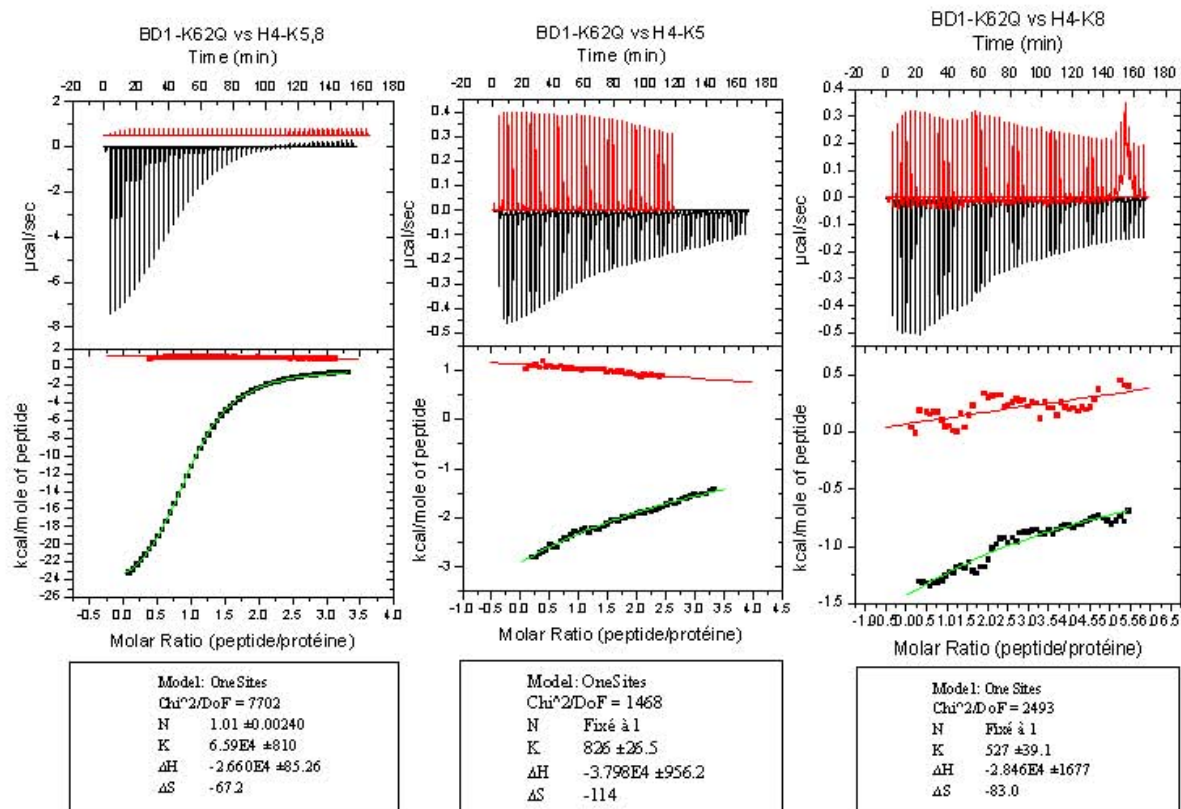 BD1-K62Q vs H4-K5,8
Time (min)
-20 0 20 40 60 80 100 120 140 160 180
2
0
-2
-4
-6
-8
µcal/sec
2
0
-2
-4
-6
-8
-10
-12
-14
-16
-18
-20
-22
-24
-26
kcal/mole of peptide
-0.5 0.0 0.5 1.0 1.5 2.0 2.5 3.0 3.5 4.0
Molar Ratio (peptide/protéine)
Model: OneSites
Chi^2/DoF = 7702
N 1.01 ±0.00240
K 6.59E4 ±810
ΔH -2.660E4 ±85.26
ΔS -67.2
BD1-K62Q vs H4-K5
Time (min)
-20 0 20 40 60 80 100 120 140 160 180
0.4
0.3
0.2
0.1
0.0
-0.1
-0.2
-0.3
-0.4
-0.5
µcal/sec
1
0
-1
-2
-3
kcal/mole of peptide
-1.0 -0.5 0.0 0.5 1.0 1.5 2.0 2.5 3.0 3.5 4.0 4.5
Molar Ratio (peptide/protéine)
Model: OneSites
Chi^2/DoF = 1468
N Fixé à 1
K 826 ±26.5
ΔH -3.798E4 ±956.2
ΔS -114
BD1-K62Q vs H4-K8
Time (min)
-20 0 20 40 60 80 100 120 140 160 180
0.4
0.3
0.2
0.1
0.0
-0.1
-0.2
-0.3
-0.4
-0.5
µcal/sec
0.5
0.0
-0.5
-1.0
-1.5
kcal/mole of peptide
Molar Ratio (peptide/protéine)
Model: OneSites
Chi^2/DoF = 2493
N Fixé à 1
K 527 ±39.1
ΔH -2.846E4 ±1677
ΔS -83.0